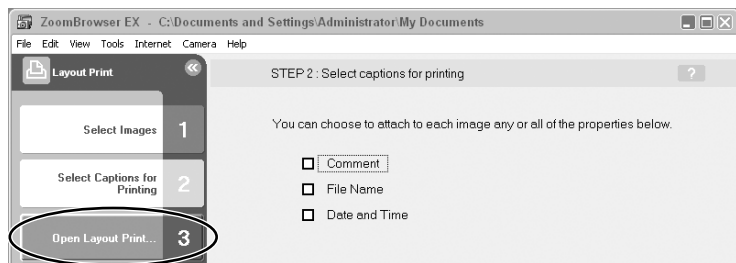 ZoomBrowser EX - C:\Documents and Settings\Administrator\My Documents
File Edit View Tools Internet Camera Help
Layout Print
STEP 2 : Select captions for printing
?
Select Images 1
You can choose to attach to each image any or all of the properties below.
Select Captions for
Printing 2
Comment
File Name
Date and Time
Open Layout Print... 3